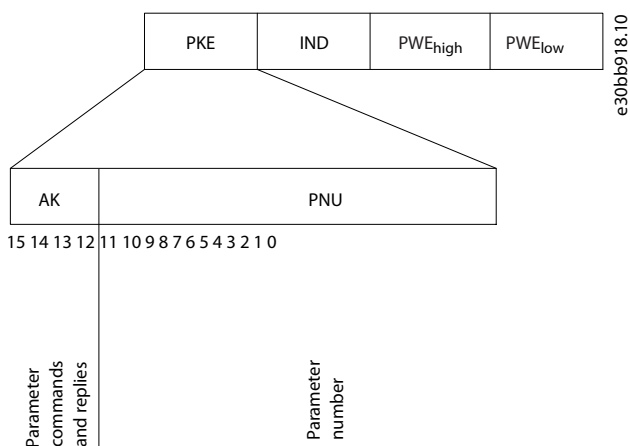 PKE IND PWEhigh PWElow
e30bb918.10
AK PNU
15 14 13 12 11 10 9 8 7 6 5 4 3 2 1 0
Parameter
commands
and replies
Parameter
number